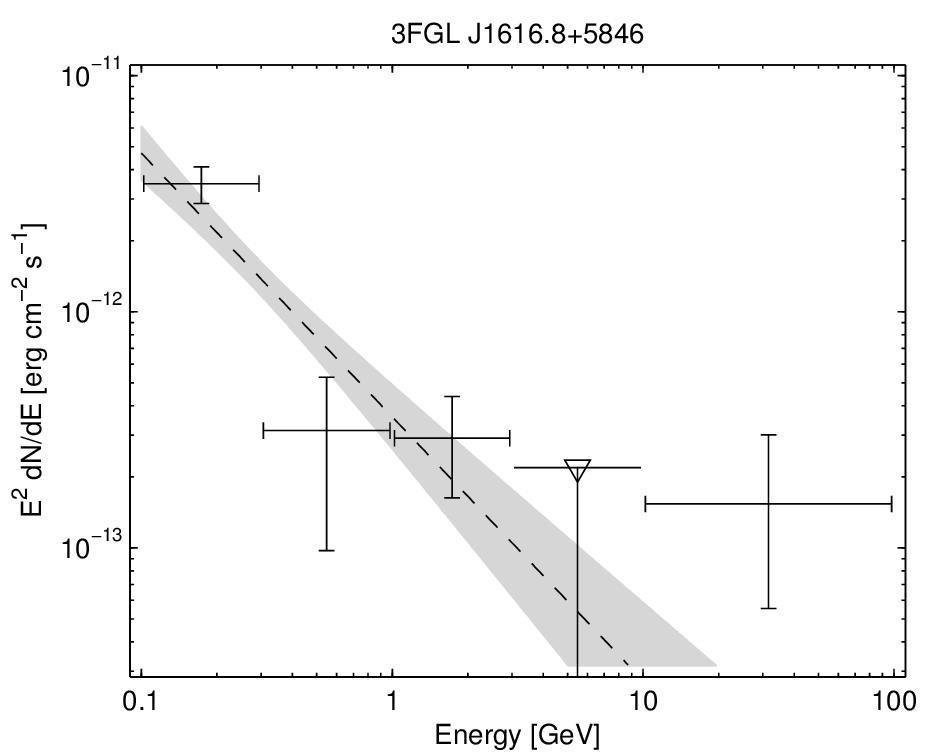 3FGL J1616.8+5846
10⁻¹¹
10⁻¹²
10⁻¹³
E² dN/dE [erg cm⁻² s⁻¹]
0.1 1 10 100
Energy [GeV]